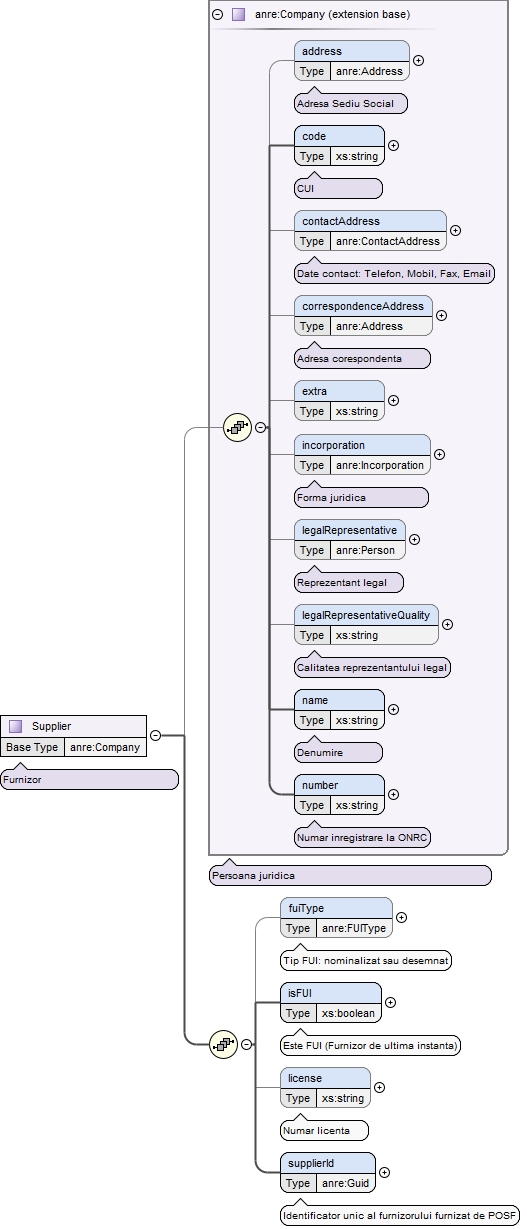 anre:Company (extension base)
address
Type anre:Address
Adresa Sediu Social
code
Type xs:string
CUI
contactAddress
Type anre:ContactAddress
Date contact: Telefon, Mobil, Fax, Email
correspondenceAddress
Type anre:Address
Adresa corespondenta
extra
Type xs:string
incorporation
Type anre:Incorporation
Forma juridica
legalRepresentative
Type anre:Person
Reprezentant legal
legalRepresentativeQuality
Type xs:string
Calitatea reprezentantului legal
name
Type xs:string
Denumire
number
Type xs:string
Numar inregistrare la ONRC
Supplier
Base Type anre:Company
Furnizor
Persoana juridica
fuiType
Type anre:FUIType
Tip FUI: nominalizat sau desemnat
isFUI
Type xs:boolean
Este FUI (Furnizor de ultima instanta)
license
Type xs:string
Numar licenta
supplierId
Type anre:Guid
Identificator unic al furnizorului furnizat de POSF